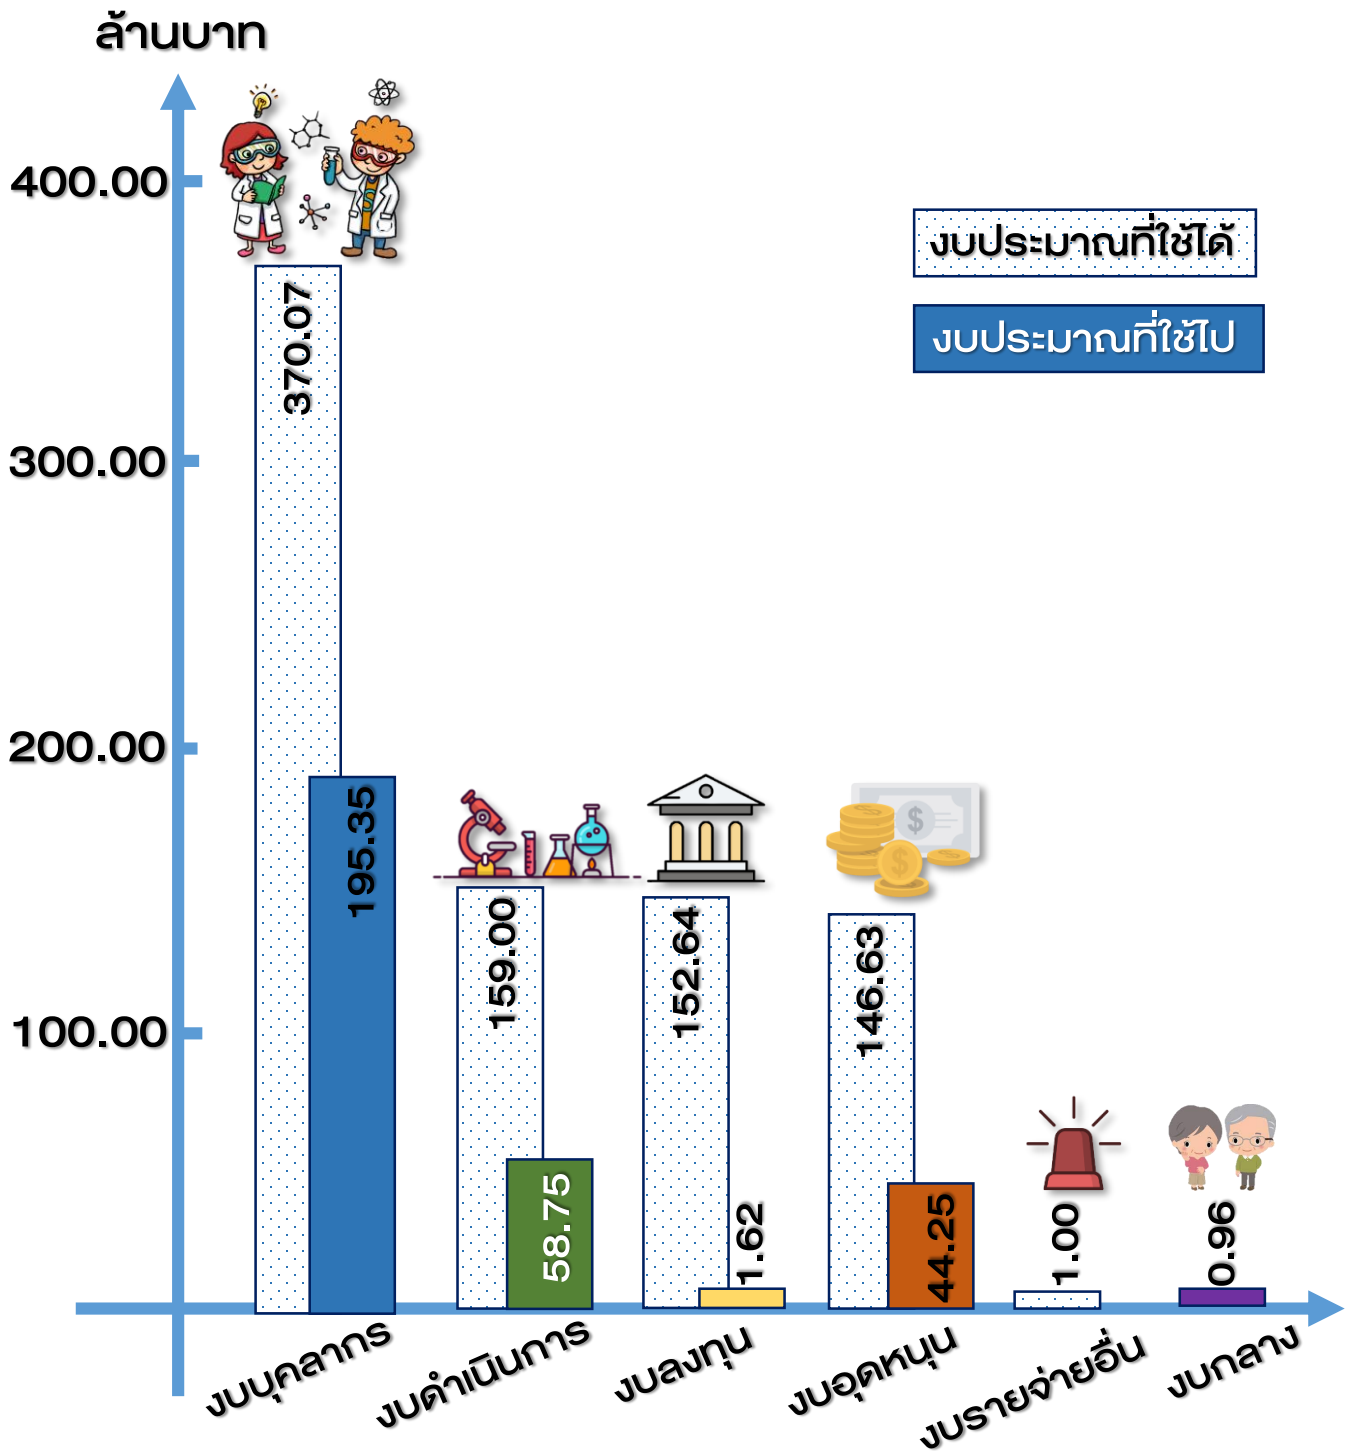 ล้านบาท
400.00
300.00
200.00
100.00
งบประมาณที่ใช้ได้
งบประมาณที่ใช้ไป
370.07
195.35
159.00
58.75
152.64
1.62
146.63
44.25
1.00
0.96
งบบุคลากร
งบดำเนินการ
งบลงทุน
งบอุดหนุน
งบรายจ่ายอื่น
งบกลาง